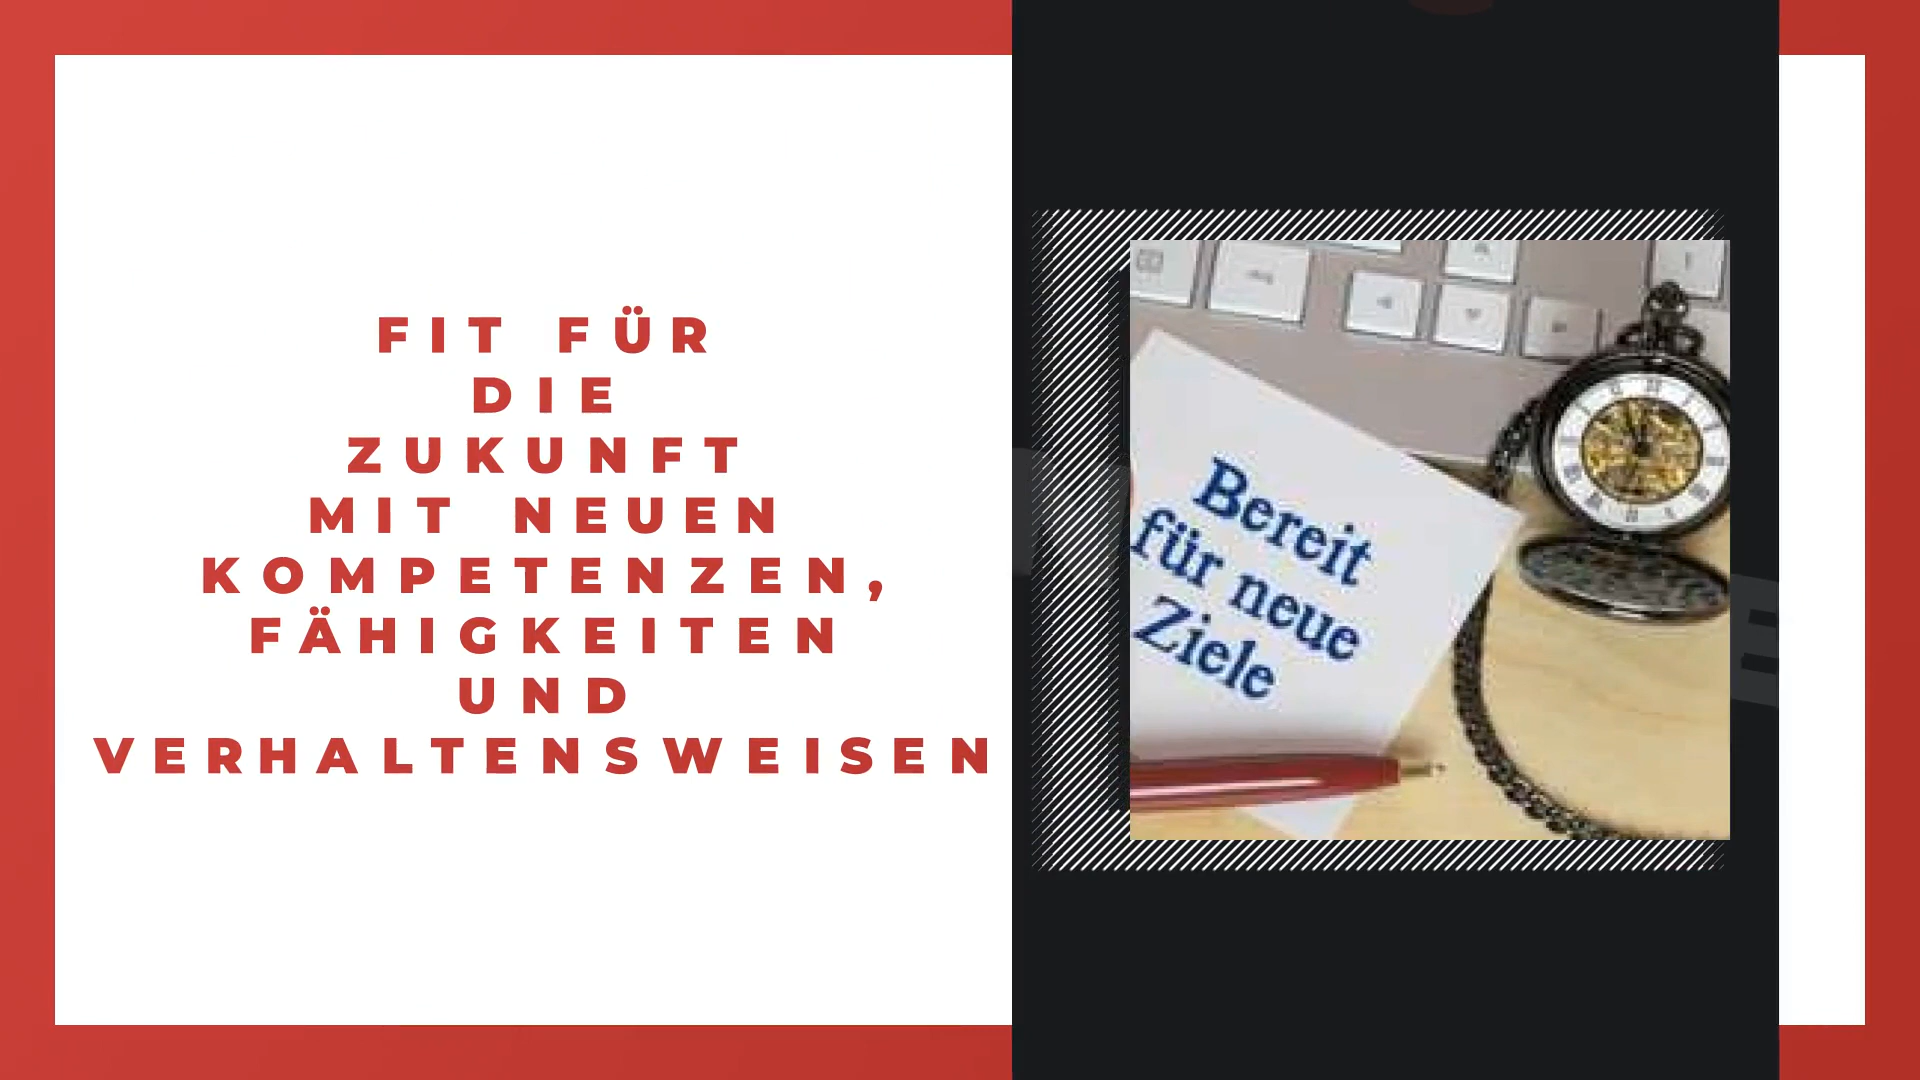 FIT FÜR
DIE
ZUKUNFT
MIT NEUEN
KOMPETENZEN,
FÄHIGKEITEN
UND
VERHALTENSWEISEN
Bereit
für neue
Ziele